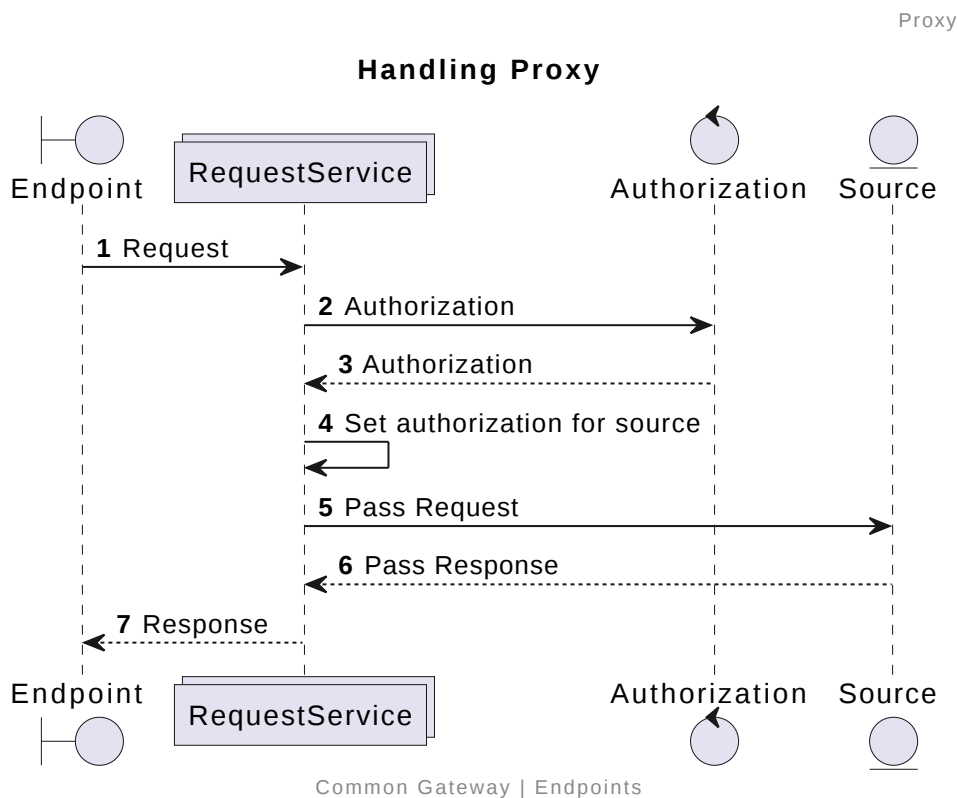 Proxy
Handling Proxy
Endpoint
RequestService
Authorization
Source
1 Request
2 Authorization
3 Authorization
4 Set authorization for source
5 Pass Request
6 Pass Response
7 Response
Endpoint
RequestService
Authorization
Source
Common Gateway | Endpoints